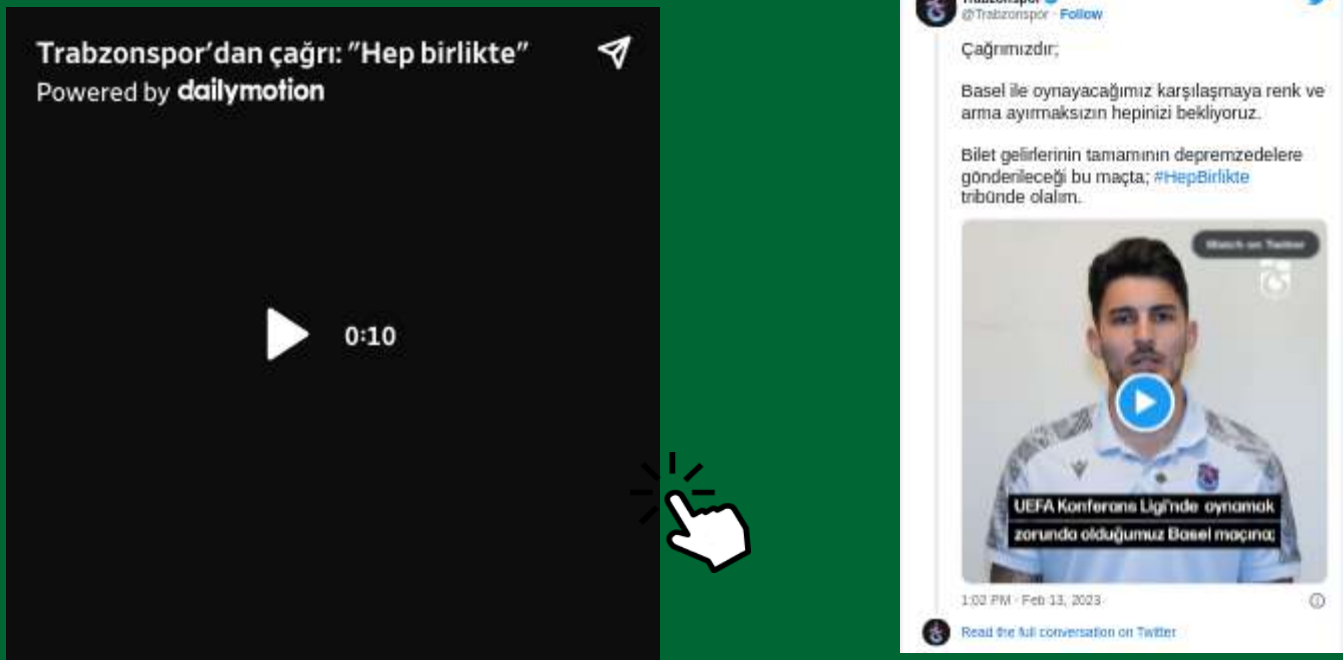 Trabzonspor’dan çağrı: ”Hep birlikte”
Powered by dailymotion
0:10
Trabzonspor
@Trabzonspor · Follow
Çağrımızdır;
Basel ile oynayacağımız karşılaşmaya renk ve
arma ayırmaksızın hepinizi bekliyoruz.
Bilet gelirlerinin tamamının depremzedelere
gönderileceği bu maçta; #HepBirlikte
tribünde olalım.
Watch on Twitter
UEFA Konferans Ligi'nde oynamak
zorunda olduğumuz Basel maçına;
1:02 PM · Feb 13, 2023
Read the full conversation on Twitter